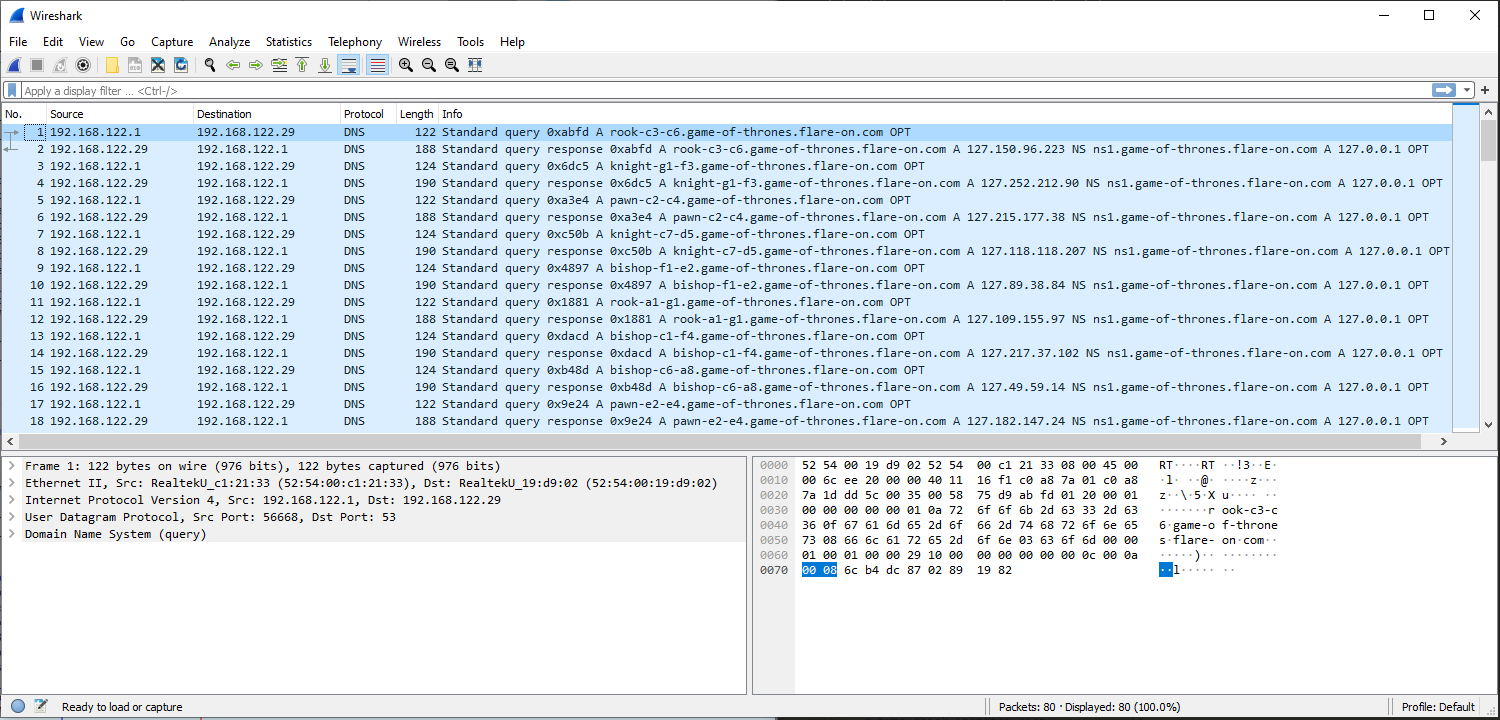 Wireshark
File Edit View Go Capture Analyze Statistics Telephony Wireless Tools Help
Apply a display filter ... <Ctrl-/>
No. Source Destination Protocol Length Info
1 192.168.122.1 192.168.122.29 DNS 122 Standard query 0xabfd A rook-c3-c6.game-of-thrones.flare-on.com OPT
2 192.168.122.29 192.168.122.1 DNS 188 Standard query response 0xabfd A rook-c3-c6.game-of-thrones.flare-on.com A 127.150.96.223 NS ns1.game-of-thrones.flare-on.com A 127.0.0.1 OPT
3 192.168.122.1 192.168.122.29 DNS 124 Standard query 0x6dc5 A knight-g1-f3.game-of-thrones.flare-on.com OPT
4 192.168.122.29 192.168.122.1 DNS 190 Standard query response 0x6dc5 A knight-g1-f3.game-of-thrones.flare-on.com A 127.252.212.90 NS ns1.game-of-thrones.flare-on.com A 127.0.0.1 OPT
5 192.168.122.1 192.168.122.29 DNS 122 Standard query 0xa3e4 A pawn-c2-c4.game-of-thrones.flare-on.com OPT
6 192.168.122.29 192.168.122.1 DNS 188 Standard query response 0xa3e4 A pawn-c2-c4.game-of-thrones.flare-on.com A 127.215.177.38 NS ns1.game-of-thrones.flare-on.com A 127.0.0.1 OPT
7 192.168.122.1 192.168.122.29 DNS 124 Standard query 0xc50b A knight-c7-d5.game-of-thrones.flare-on.com OPT
8 192.168.122.29 192.168.122.1 DNS 190 Standard query response 0xc50b A knight-c7-d5.game-of-thrones.flare-on.com A 127.118.118.207 NS ns1.game-of-thrones.flare-on.com A 127.0.0.1 OPT
9 192.168.122.1 192.168.122.29 DNS 124 Standard query 0x4897 A bishop-f1-e2.game-of-thrones.flare-on.com OPT
10 192.168.122.29 192.168.122.1 DNS 190 Standard query response 0x4897 A bishop-f1-e2.game-of-thrones.flare-on.com A 127.89.38.84 NS ns1.game-of-thrones.flare-on.com A 127.0.0.1 OPT
11 192.168.122.1 192.168.122.29 DNS 122 Standard query 0x1881 A rook-a1-g1.game-of-thrones.flare-on.com OPT
12 192.168.122.29 192.168.122.1 DNS 188 Standard query response 0x1881 A rook-a1-g1.game-of-thrones.flare-on.com A 127.109.155.97 NS ns1.game-of-thrones.flare-on.com A 127.0.0.1 OPT
13 192.168.122.1 192.168.122.29 DNS 124 Standard query 0xdacd A bishop-c1-f4.game-of-thrones.flare-on.com OPT
14 192.168.122.29 192.168.122.1 DNS 190 Standard query response 0xdacd A bishop-c1-f4.game-of-thrones.flare-on.com A 127.217.37.102 NS ns1.game-of-thrones.flare-on.com A 127.0.0.1 OPT
15 192.168.122.1 192.168.122.29 DNS 124 Standard query 0xb48d A bishop-c6-a8.game-of-thrones.flare-on.com OPT
16 192.168.122.29 192.168.122.1 DNS 190 Standard query response 0xb48d A bishop-c6-a8.game-of-thrones.flare-on.com A 127.49.59.14 NS ns1.game-of-thrones.flare-on.com A 127.0.0.1 OPT
17 192.168.122.1 192.168.122.29 DNS 122 Standard query 0x9e24 A pawn-e2-e4.game-of-thrones.flare-on.com OPT
18 192.168.122.29 192.168.122.1 DNS 188 Standard query response 0x9e24 A pawn-e2-e4.game-of-thrones.flare-on.com A 127.182.147.24 NS ns1.game-of-thrones.flare-on.com A 127.0.0.1 OPT
Frame 1: 122 bytes on wire (976 bits), 122 bytes captured (976 bits)
Ethernet II, Src: RealtekU_c1:21:33 (52:54:00:c1:21:33), Dst: RealtekU_19:d9:02 (52:54:00:19:d9:02)
Internet Protocol Version 4, Src: 192.168.122.1, Dst: 192.168.122.29
User Datagram Protocol, Src Port: 56668, Dst Port: 53
Domain Name System (query)
0000 52 54 00 19 d9 02 52 54 00 c1 21 33 08 00 45 00 RT····RT ··!3··E·
0010 00 6c ee 20 00 00 40 11 16 f1 c0 a8 7a 01 c0 a8 ·l· ··@· ····z···
0020 7a 1d dd 5c 00 35 00 58 75 d9 ab fd 01 20 00 01 z··\·5·X u···· ··
0030 00 00 00 00 00 01 0a 72 6f 6f 6b 2d 63 33 2d 63 ·······r ook-c3-c
0040 36 0f 67 61 6d 65 2d 6f 66 2d 74 68 72 6f 6e 65 6·game-o f-throne
0050 73 08 66 6c 61 72 65 2d 6f 6e 03 63 6f 6d 00 00 s·flare- on·com··
0060 01 00 01 00 00 29 10 00 00 00 00 00 00 0c 00 0a ·····)·· ········
0070 00 08 6c b4 dc 87 02 89 19 82 ··l····· ··
Ready to load or capture
Packets: 80 · Displayed: 80 (100.0%)
Profile: Default